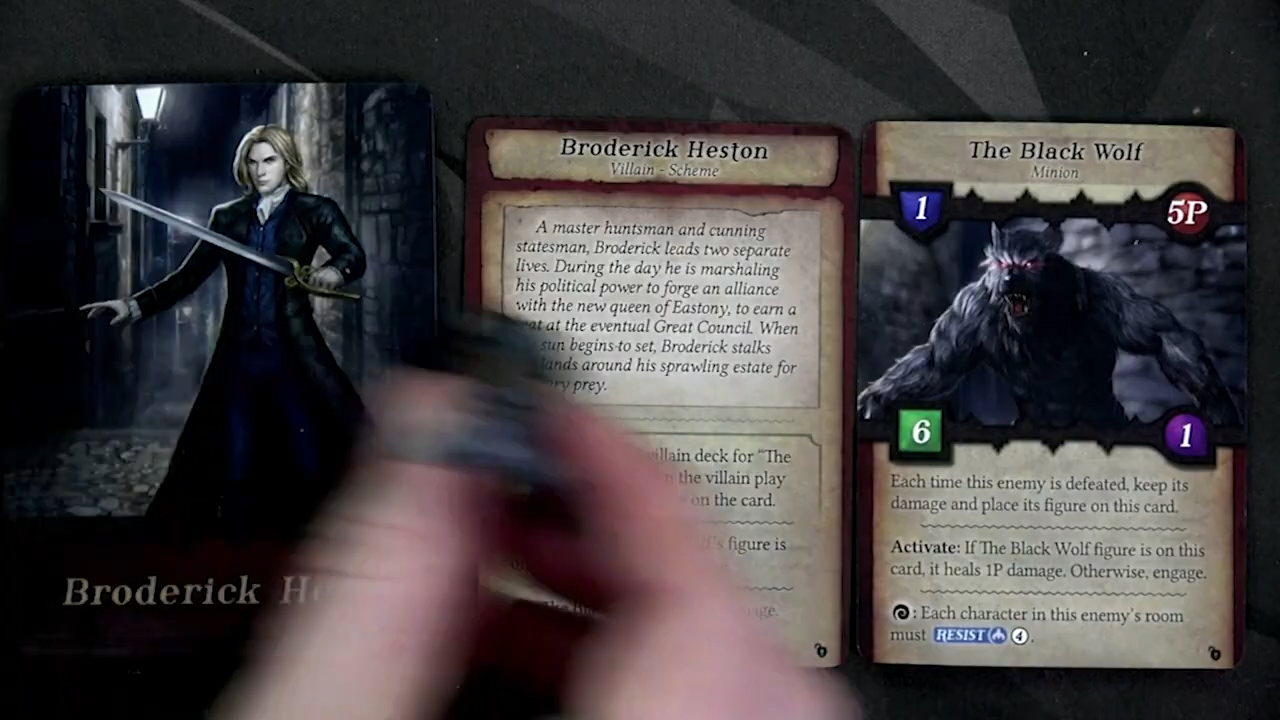 Broderick
Broderick Heston
Villain - Scheme
A master huntsman and cunning
statesman, Broderick leads two separate
lives. During the day he is marshaling
his political power to forge an alliance
with the new queen of Eastony, to earn a
at the eventual Great Council. When
sun begins to set, Broderick stalks
around his sprawling estate for
prey.
villain deck for "The
the villain play
on the card.
figure is
The Black Wolf
Minion
1
5P
6
1
Each time this enemy is defeated, keep its
damage and place its figure on this card.
Activate: If The Black Wolf figure is on this
card, it heals 1P damage. Otherwise, engage.
: Each character in this enemy's room
must RESIST 4.